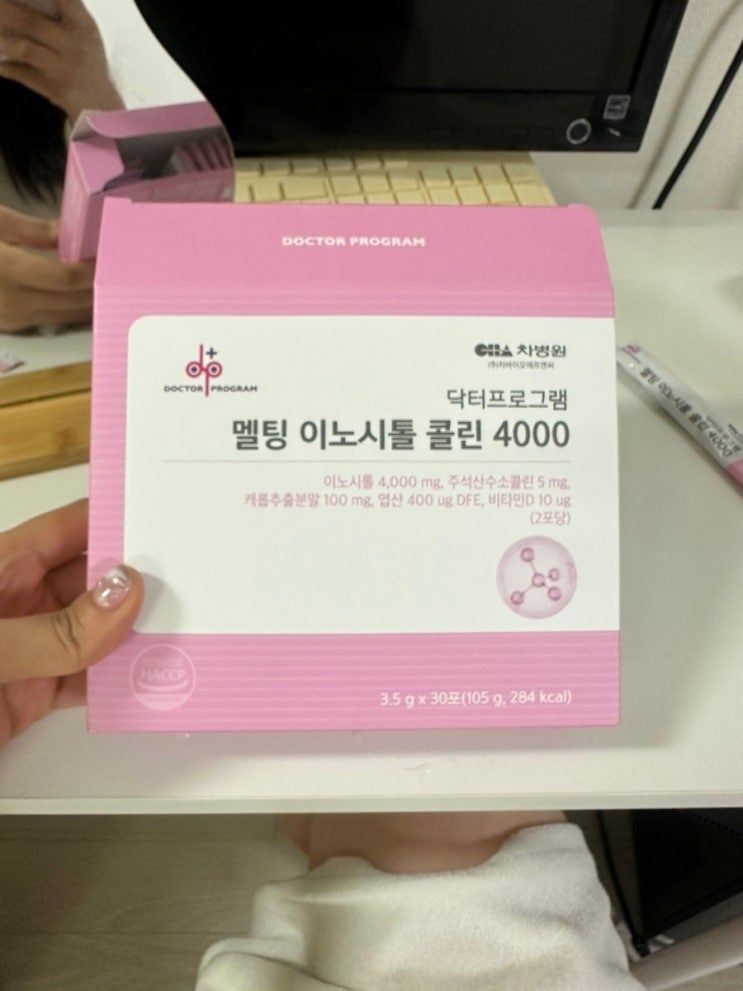 DOCTOR PROGRAM
DOCTOR PROGRAM
CHA 차병원
(주)차바이오에프앤씨
닥터프로그램
멜팅 이노시톨 콜린 4000
이노시톨 4,000 mg, 주석산수소콜린 5 mg,
캐롭추출분말 100 mg, 엽산 400 ug DFE, 비타민D 10 ug
(2포당)
HACCP
3.5 g x 30포(105 g, 284 kcal)
멜팅 이노시톨 콜린 4000